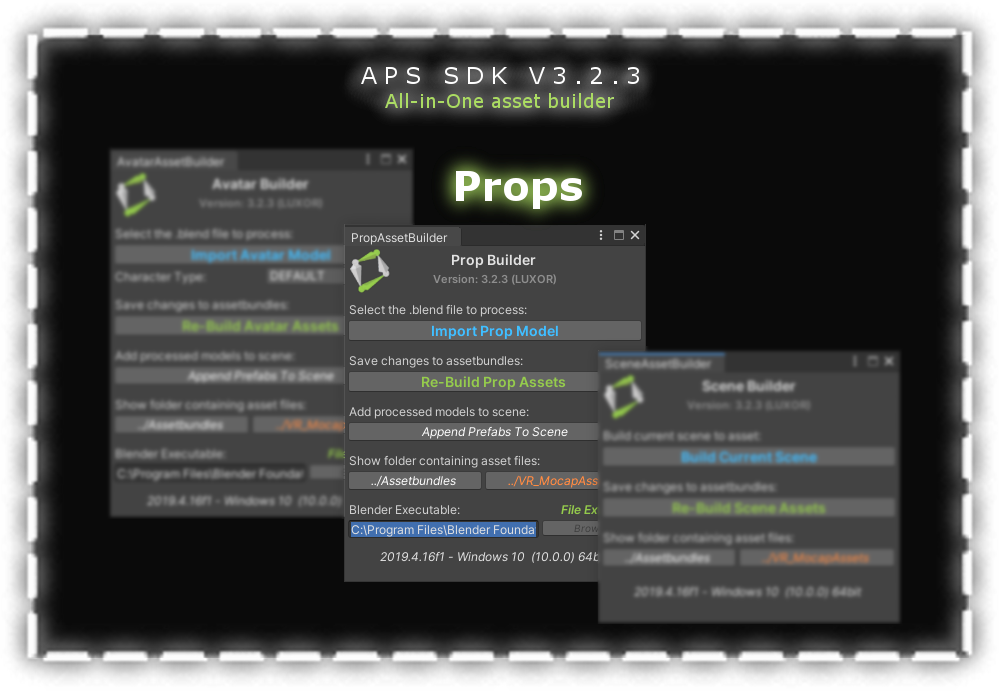 APS SDK V3.2.3
All-in-One asset builder
Props
AvatarAssetBuilder
Avatar Builder
Version: 3.2.3 (LUXOR)
Select the .blend file to process:
Import Avatar Model
Character Type:
DEFAULT
Save changes to assetbundles:
Re-Build Avatar Assets
Add processed models to scene:
Append Prefabs To Scene
Show folder containing asset files:
../Assetbundles
../VR_Mocap
Blender Executable:
File
C:\Program Files\Blender Foundar
2019.4.16f1 - Windows 10 (10.0.0)
PropAssetBuilder
Prop Builder
Version: 3.2.3 (LUXOR)
Select the .blend file to process:
Import Prop Model
Save changes to assetbundles:
Re-Build Prop Assets
Add processed models to scene:
Append Prefabs To Scene
Show folder containing asset files:
../Assetbundles
../VR_MocapAss
Blender Executable:
File Ex
C:\Program Files\Blender Founda
Brow
2019.4.16f1 - Windows 10 (10.0.0) 64b
SceneAssetBuilder
Scene Builder
Version: 3.2.3 (LUXOR)
Build current scene to asset:
Build Current Scene
Save changes to assetbundles:
Re-Build Scene Assets
Show folder containing asset files:
../Assetbundles
../VR_MocapAssets
2019.4.16f1 - Windows 10 (10.0.0) 64bit